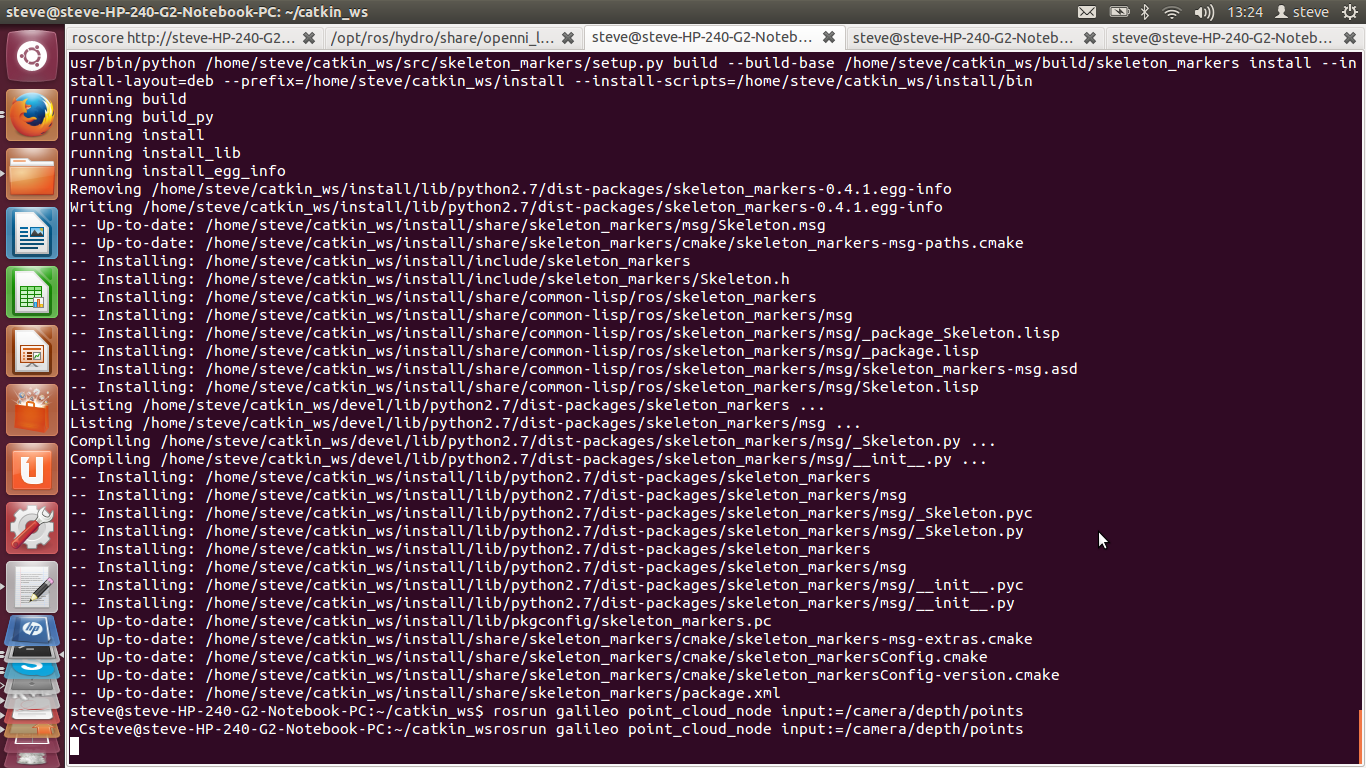 steve@steve-HP-240-G2-Notebook-PC: ~/catkin_ws
13:24
steve
roscore http://steve-HP-240-G2...
/opt/ros/hydro/share/openni_l...
steve@steve-HP-240-G2-Noteb...
steve@steve-HP-240-G2-Noteb...
steve@steve-HP-240-G2-Noteb...
usr/bin/python /home/steve/catkin_ws/src/skeleton_markers/setup.py build --build-base /home/steve/catkin_ws/build/skeleton_markers install --in
stall-layout=deb --prefix=/home/steve/catkin_ws/install --install-scripts=/home/steve/catkin_ws/install/bin
running build
running build_py
running install
running install_lib
running install_egg_info
Removing /home/steve/catkin_ws/install/lib/python2.7/dist-packages/skeleton_markers-0.4.1.egg-info
Writing /home/steve/catkin_ws/install/lib/python2.7/dist-packages/skeleton_markers-0.4.1.egg-info
-- Up-to-date: /home/steve/catkin_ws/install/share/skeleton_markers/msg/Skeleton.msg
-- Up-to-date: /home/steve/catkin_ws/install/share/skeleton_markers/cmake/skeleton_markers-msg-paths.cmake
-- Installing: /home/steve/catkin_ws/install/include/skeleton_markers
-- Installing: /home/steve/catkin_ws/install/include/skeleton_markers/Skeleton.h
-- Installing: /home/steve/catkin_ws/install/share/common-lisp/ros/skeleton_markers
-- Installing: /home/steve/catkin_ws/install/share/common-lisp/ros/skeleton_markers/msg
-- Installing: /home/steve/catkin_ws/install/share/common-lisp/ros/skeleton_markers/msg/_package_Skeleton.lisp
-- Installing: /home/steve/catkin_ws/install/share/common-lisp/ros/skeleton_markers/msg/_package.lisp
-- Installing: /home/steve/catkin_ws/install/share/common-lisp/ros/skeleton_markers/msg/skeleton_markers-msg.asd
-- Installing: /home/steve/catkin_ws/install/share/common-lisp/ros/skeleton_markers/msg/Skeleton.lisp
Listing /home/steve/catkin_ws/devel/lib/python2.7/dist-packages/skeleton_markers ...
Listing /home/steve/catkin_ws/devel/lib/python2.7/dist-packages/skeleton_markers/msg ...
Compiling /home/steve/catkin_ws/devel/lib/python2.7/dist-packages/skeleton_markers/msg/_Skeleton.py ...
Compiling /home/steve/catkin_ws/devel/lib/python2.7/dist-packages/skeleton_markers/msg/__init__.py ...
-- Installing: /home/steve/catkin_ws/install/lib/python2.7/dist-packages/skeleton_markers
-- Installing: /home/steve/catkin_ws/install/lib/python2.7/dist-packages/skeleton_markers/msg
-- Installing: /home/steve/catkin_ws/install/lib/python2.7/dist-packages/skeleton_markers/msg/_Skeleton.pyc
-- Installing: /home/steve/catkin_ws/install/lib/python2.7/dist-packages/skeleton_markers/msg/_Skeleton.py
-- Installing: /home/steve/catkin_ws/install/lib/python2.7/dist-packages/skeleton_markers
-- Installing: /home/steve/catkin_ws/install/lib/python2.7/dist-packages/skeleton_markers/msg
-- Installing: /home/steve/catkin_ws/install/lib/python2.7/dist-packages/skeleton_markers/msg/__init__.pyc
-- Installing: /home/steve/catkin_ws/install/lib/python2.7/dist-packages/skeleton_markers/msg/__init__.py
-- Up-to-date: /home/steve/catkin_ws/install/lib/pkgconfig/skeleton_markers.pc
-- Up-to-date: /home/steve/catkin_ws/install/share/skeleton_markers/cmake/skeleton_markers-msg-extras.cmake
-- Up-to-date: /home/steve/catkin_ws/install/share/skeleton_markers/cmake/skeleton_markersConfig.cmake
-- Up-to-date: /home/steve/catkin_ws/install/share/skeleton_markers/cmake/skeleton_markersConfig-version.cmake
-- Up-to-date: /home/steve/catkin_ws/install/share/skeleton_markers/package.xml
steve@steve-HP-240-G2-Notebook-PC:~/catkin_ws$ rosrun galileo point_cloud_node input:=/camera/depth/points
^Csteve@steve-HP-240-G2-Notebook-PC:~/catkin_wsrosrun galileo point_cloud_node input:=/camera/depth/points